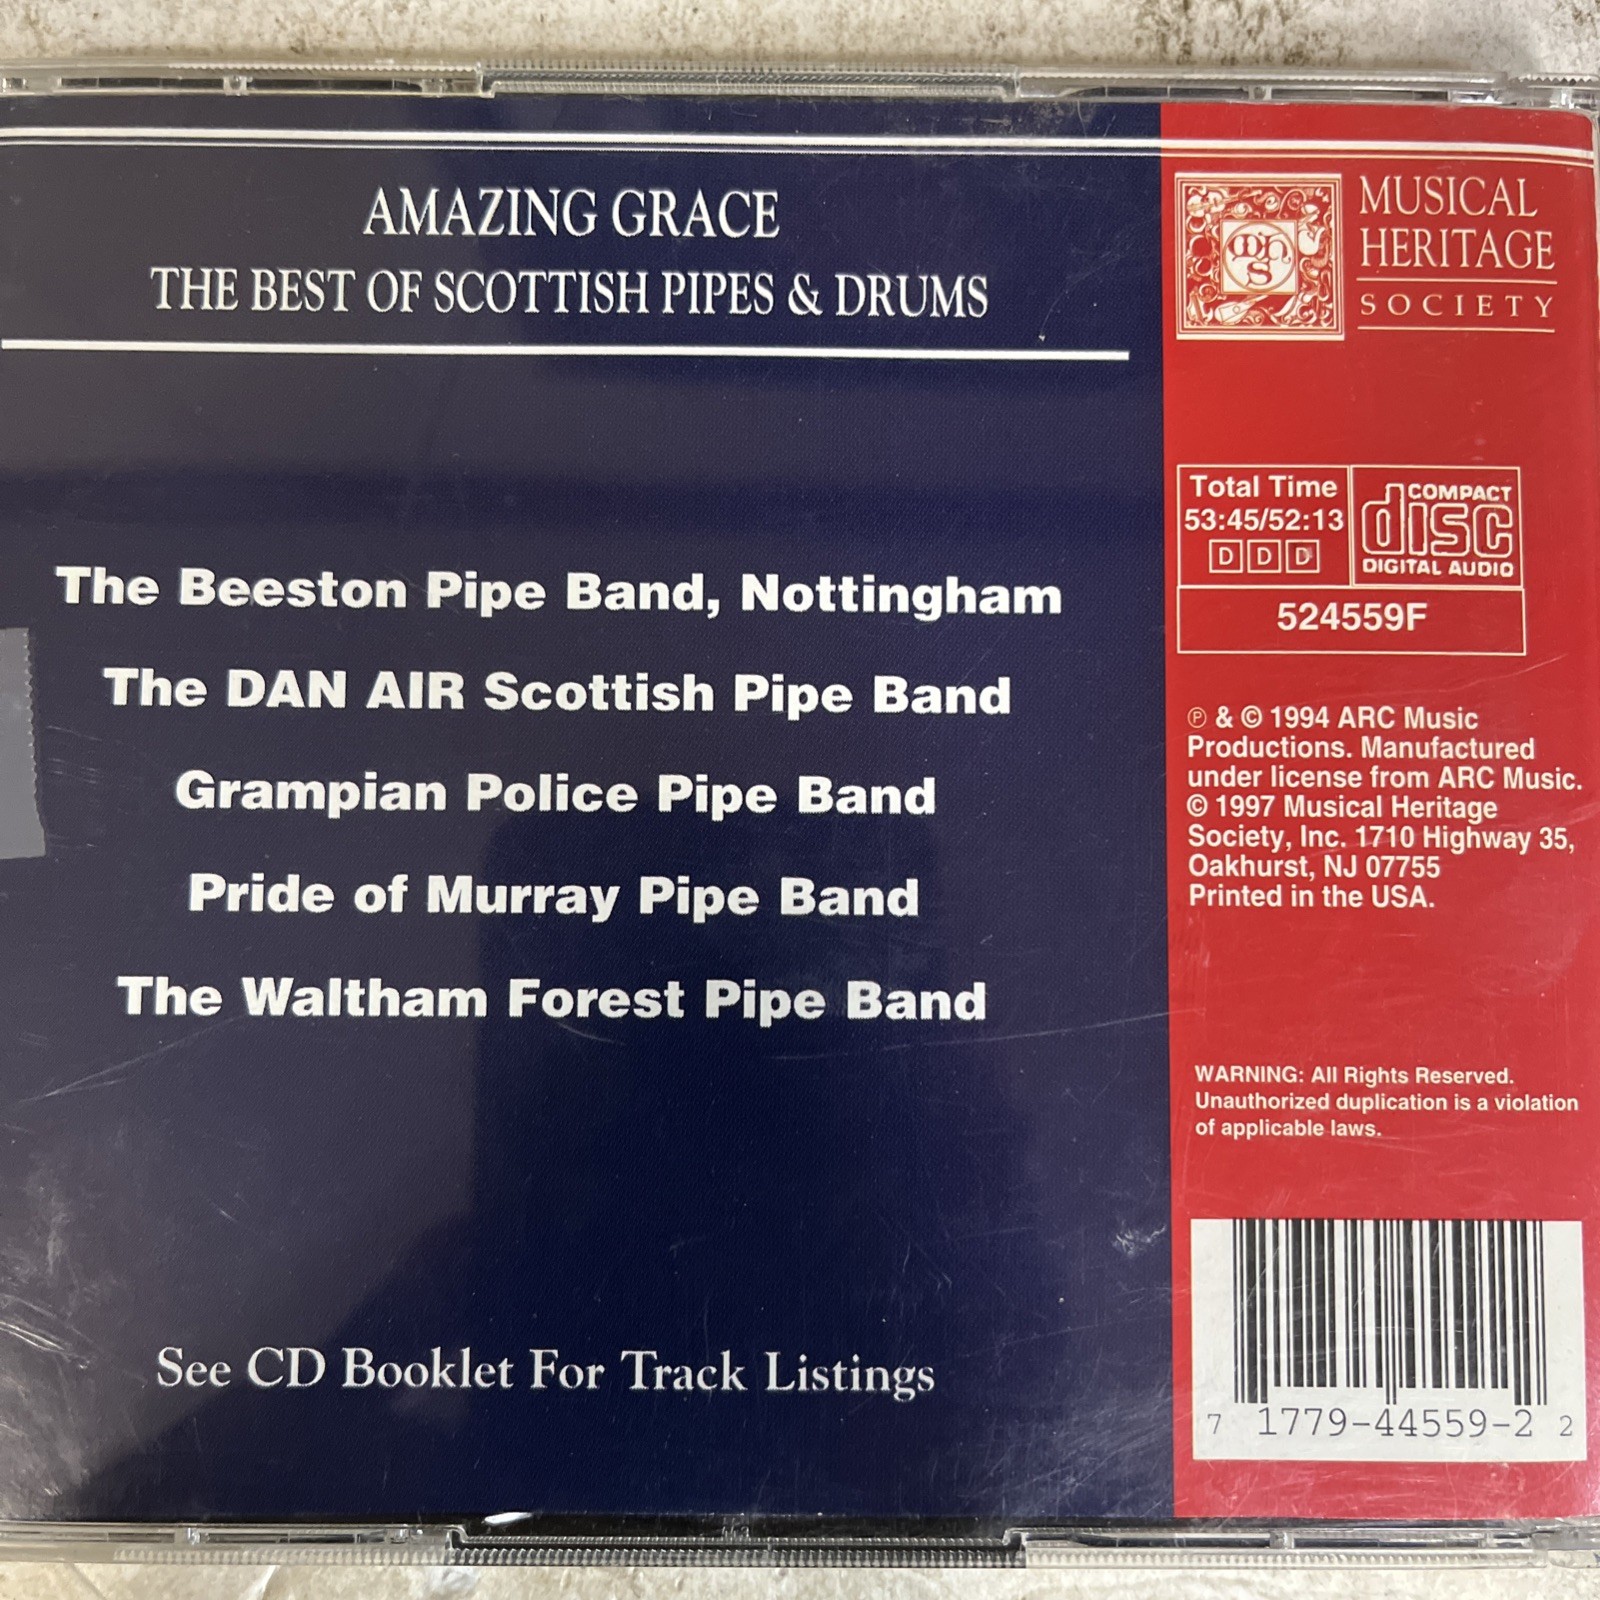 AMAZING GRACE
THE BEST OF SCOTTISH PIPES & DRUMS
The Beeston Pipe Band, Nottingham
The DAN AIR Scottish Pipe Band
Grampian Police Pipe Band
Pride of Murray Pipe Band
The Waltham Forest Pipe Band
See CD Booklet For Track Listings
mh
s
MUSICAL
HERITAGE
SOCIETY
Total Time
53:45/52:13
D D D
COMPACT
disc
DIGITAL AUDIO
524559F
℗ & © 1994 ARC Music
Productions. Manufactured
under license from ARC Music.
© 1997 Musical Heritage
Society, Inc. 1710 Highway 35,
Oakhurst, NJ 07755
Printed in the USA.
WARNING: All Rights Reserved.
Unauthorized duplication is a violation
of applicable laws.
7 1779-44559-2 2